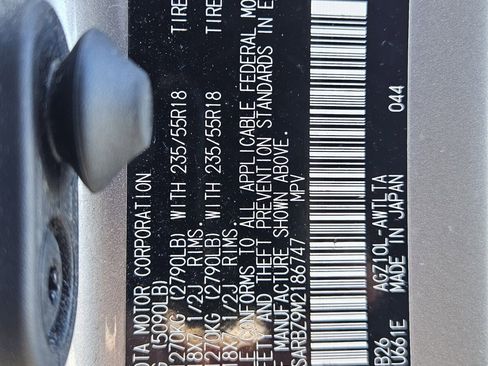 OTA MOTOR CORPORATION
G (5090LB)
1270KG (2790LB) WITH 235/55R18 TIRE
18X7 1/2J RIMS.
1270KG (2790LB) WITH 235/55R18 TIRE
18X7 1/2J RIMS.
E CONFORMS TO ALL APPLICABLE FEDERAL MO
FETY AND THEFT PREVENTION STANDARDS IN E
E MANUFACTURE SHOWN ABOVE.
SARBZ9M2186747 MPV
AGZ10L-AWTLTA
B26
U661E MADE IN JAPAN 044